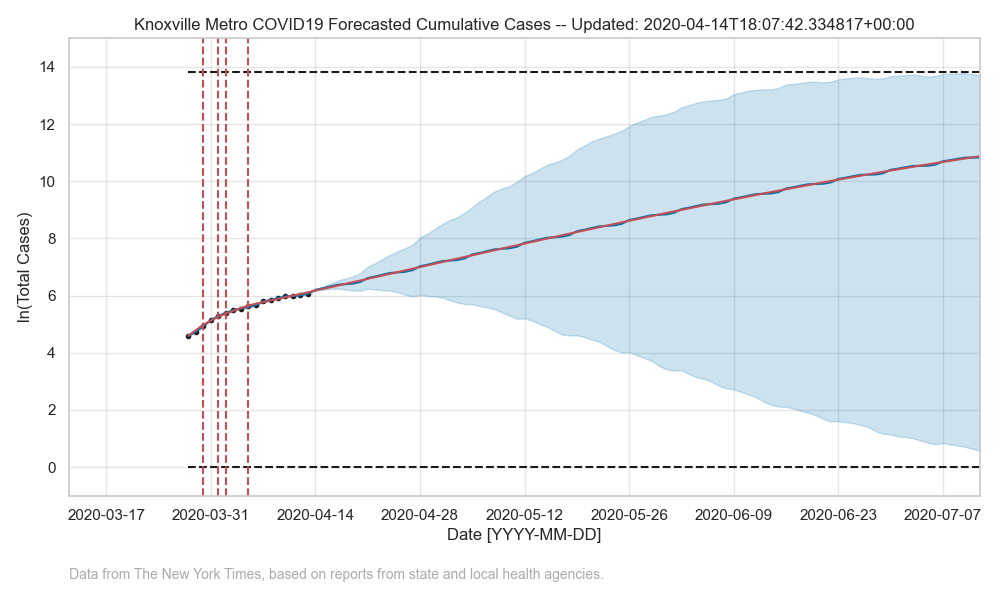 Knoxville Metro COVID19 Forecasted Cumulative Cases -- Updated: 2020-04-14T18:07:42.334817+00:00
ln(Total Cases)
14
12
10
8
6
4
2
0
2020-03-17 2020-03-31 2020-04-14 2020-04-28 2020-05-12 2020-05-26 2020-06-09 2020-06-23 2020-07-07
Date [YYYY-MM-DD]
Data from The New York Times, based on reports from state and local health agencies.